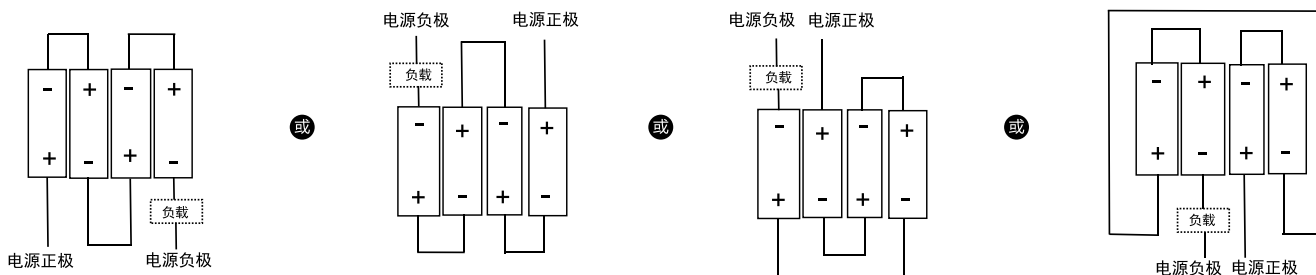 电源负极 电源正极 电源负极 电源正极
负载 负载
- + - + - + - + - + - + - + - +
或 或 或
+ - + - + - + - + - + - + - + -
负载 负载
电源正极 电源负极 电源负极 电源正极